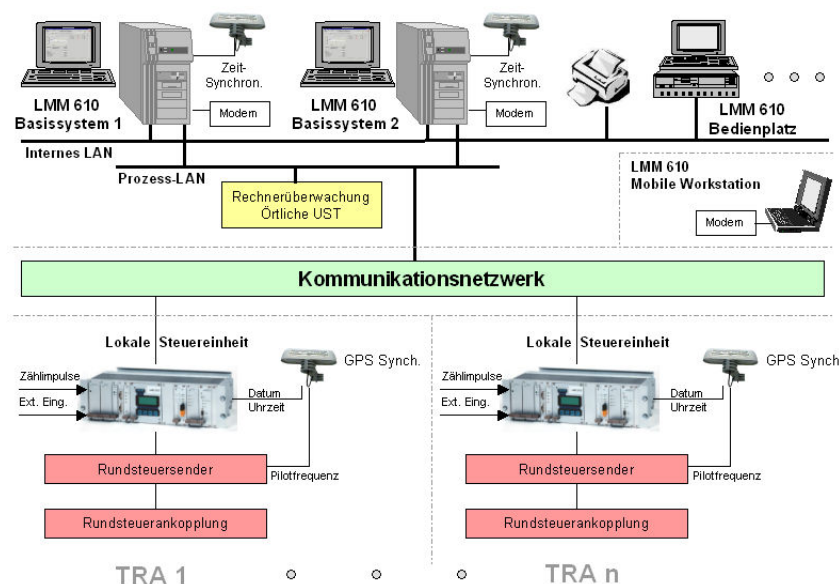 Zeit-
Synchron.
Modem
LMM 610
Basissystem 1
Zeit-
Synchron.
Modem
LMM 610
Basissystem 2
LMM 610
Bedienplatz
Internes LAN
Prozess-LAN
Rechnerüberwachung
Örtliche UST
LMM 610
Mobile Workstation
Modem
Kommunikationsnetzwerk
Lokale Steuereinheit
GPS Synch.
Zählimpulse
Ext. Eing.
Datum
Uhrzeit
Rundsteuersender
Pilotfrequenz
Rundsteuerankopplung
TRA 1
Lokale Steuereinheit
GPS Synch
Zählimpulse
Ext. Eing.
Datum
Uhrzeit
Rundsteuersender
Pilotfrequenz
Rundsteuerankopplung
TRA n